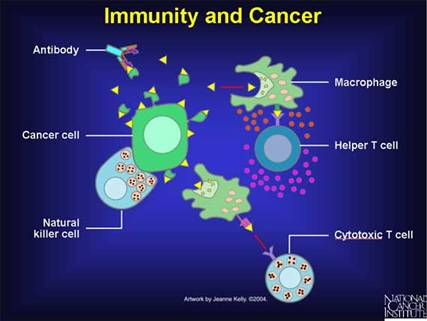 Immunity and Cancer
Antibody
Macrophage
Cancer cell
Helper T cell
Natural
killer cell
Cytotoxic T cell
Artwork by Jeanne Kelly. ©2004.
NATIONAL
CANCER
INSTITUTE